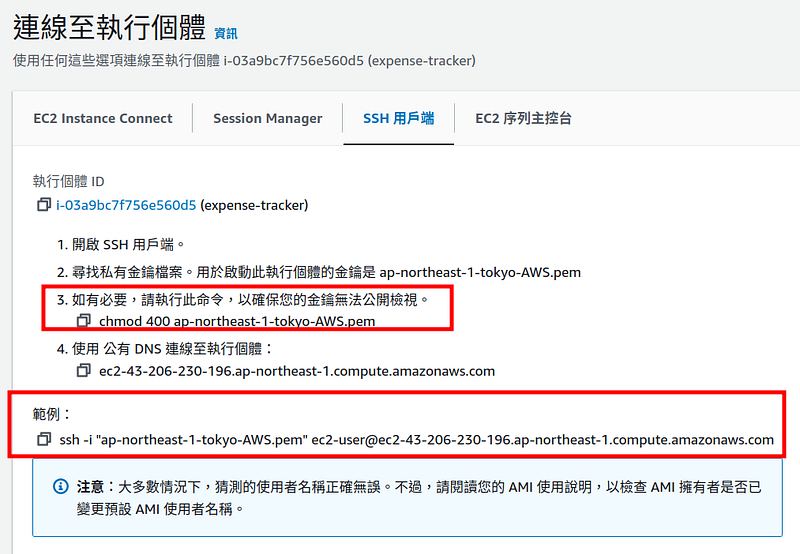 連線至執行個體 資訊
使用任何這些選項連線至執行個體 i-03a9bc7f756e560d5 (expense-tracker)
EC2 Instance Connect Session Manager SSH 用戶端 EC2 序列主控台
執行個體 ID
i-03a9bc7f756e560d5 (expense-tracker)
1. 開啟 SSH 用戶端。
2. 尋找私有金鑰檔案。用於啟動此執行個體的金鑰是 ap-northeast-1-tokyo-AWS.pem
3. 如有必要，請執行此命令，以確保您的金鑰無法公開檢視。
chmod 400 ap-northeast-1-tokyo-AWS.pem
4. 使用 公有 DNS 連線至執行個體：
ec2-43-206-230-196.ap-northeast-1.compute.amazonaws.com
範例：
ssh -i "ap-northeast-1-tokyo-AWS.pem" ec2-user@ec2-43-206-230-196.ap-northeast-1.compute.amazonaws.com
注意：大多數情況下，猜測的使用者名稱正確無誤。不過，請閱讀您的 AMI 使用說明，以檢查 AMI 擁有者是否已
變更預設 AMI 使用者名稱。